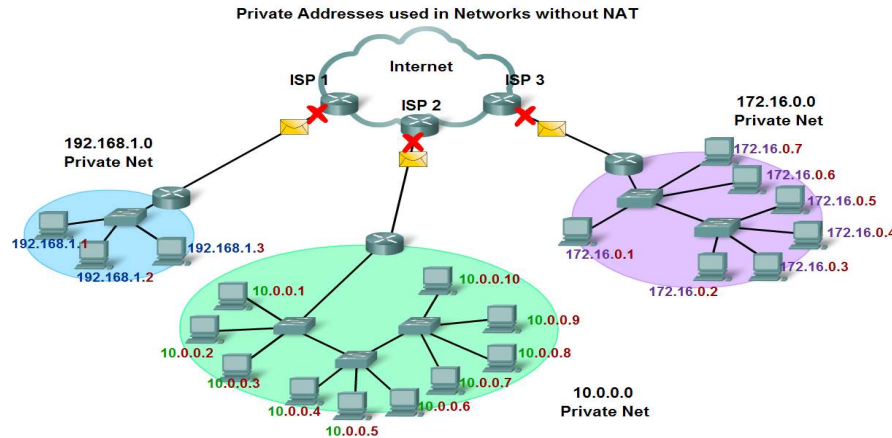 Private Addresses used in Networks without NAT
Internet
ISP 1
ISP 2
ISP 3
192.168.1.0
Private Net
192.168.1.1
192.168.1.2
192.168.1.3
10.0.0.1
10.0.0.2
10.0.0.3
10.0.0.4
10.0.0.5
10.0.0.6
10.0.0.7
10.0.0.8
10.0.0.9
10.0.0.10
10.0.0.0
Private Net
172.16.0.0
Private Net
172.16.0.7
172.16.0.6
172.16.0.5
172.16.0.4
172.16.0.3
172.16.0.2
172.16.0.1